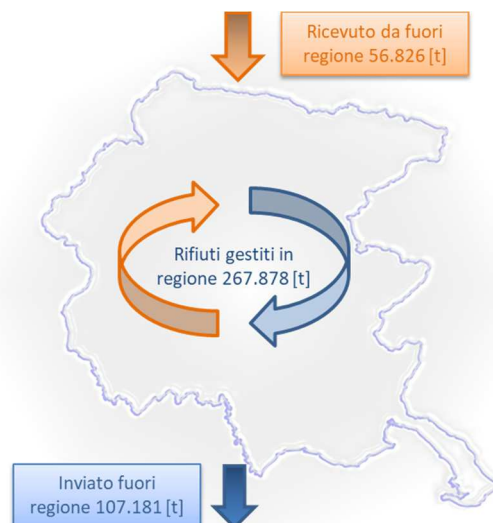 Ricevuto da fuori
regione 56.826 [t]
Rifiuti gestiti in
regione 267.878 [t]
Inviato fuori
regione 107.181 [t]